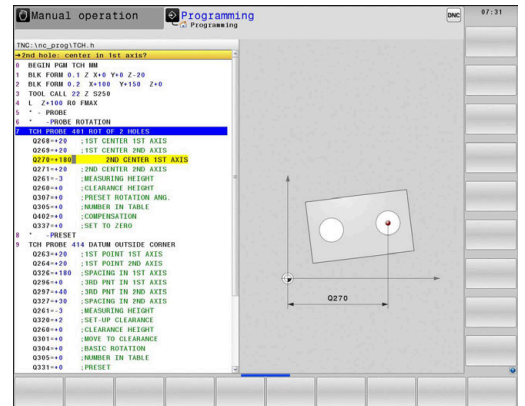 Manual operation
Programming
Programming
DNC
07:31
TNC:\nc_prog\TCH.h
→2nd hole: center in 1st axis?
0 BEGIN PGM TCH MM
1 BLK FORM 0.1 Z X+0 Y+0 Z-20
2 BLK FORM 0.2 X+100 Y+150 Z+0
3 TOOL CALL 22 Z S250
4 L Z+100 R0 FMAX
5 * - PROBE
6 * -PROBE ROTATION
7 TCH PROBE 401 ROT OF 2 HOLES
Q268=+20 ;1ST CENTER 1ST AXIS
Q269=+20 ;1ST CENTER 2ND AXIS
Q270=+180 2ND CENTER 1ST AXIS
Q271=+20 ;2ND CENTER 2ND AXIS
Q261=-3 ;MEASURING HEIGHT
Q260=+0 ;CLEARANCE HEIGHT
Q307=+0 ;PRESET ROTATION ANG.
Q305=+0 ;NUMBER IN TABLE
Q402=+0 ;COMPENSATION
Q337=+0 ;SET TO ZERO
8 * -PRESET
9 TCH PROBE 414 DATUM OUTSIDE CORNER
Q263=+20 ;1ST POINT 1ST AXIS
Q264=+20 ;1ST POINT 2ND AXIS
Q326=+180 ;SPACING IN 1ST AXIS
Q296=+0 ;3RD PNT IN 1ST AXIS
Q297=+40 ;3RD PNT IN 2ND AXIS
Q327=+30 ;SPACING IN 2ND AXIS
Q261=-3 ;MEASURING HEIGHT
Q320=+2 ;SET-UP CLEARANCE
Q260=+0 ;CLEARANCE HEIGHT
Q301=+0 ;MOVE TO CLEARANCE
Q304=+0 ;BASIC ROTATION
Q305=+0 ;NUMBER IN TABLE
Q331=+0 ;PRESET
Q270